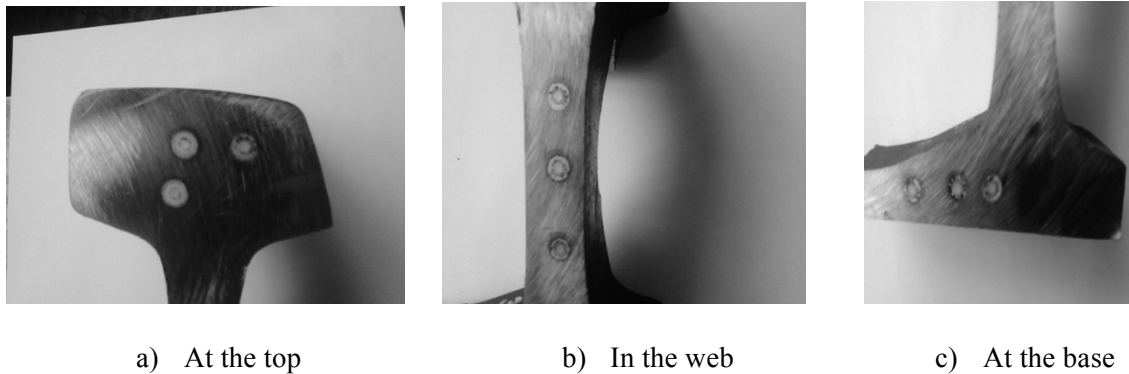 a) At the top
b) In the web
c) At the base